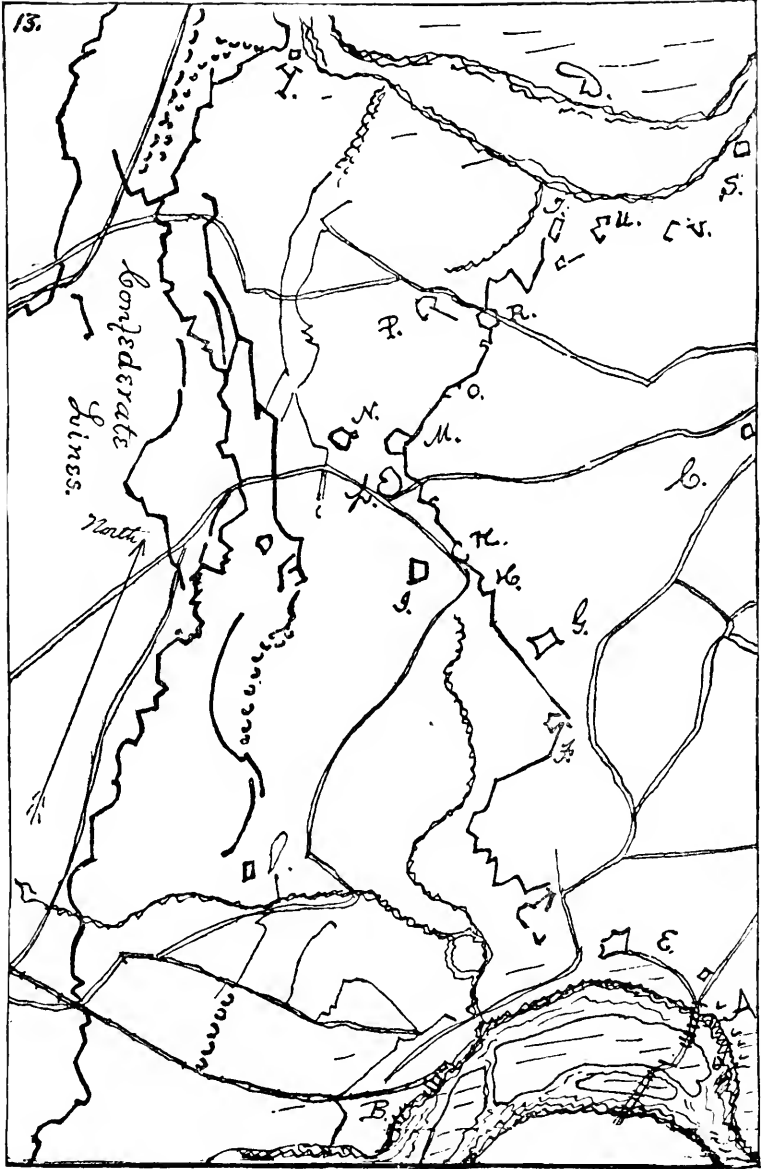 13.
Y.
D.
S.
T.
U.
V.
P.
R.
Confederate
Lines.
O.
N.
M.
L.
C.
North
K.
H.
I.
G.
F.
E.
A
B.